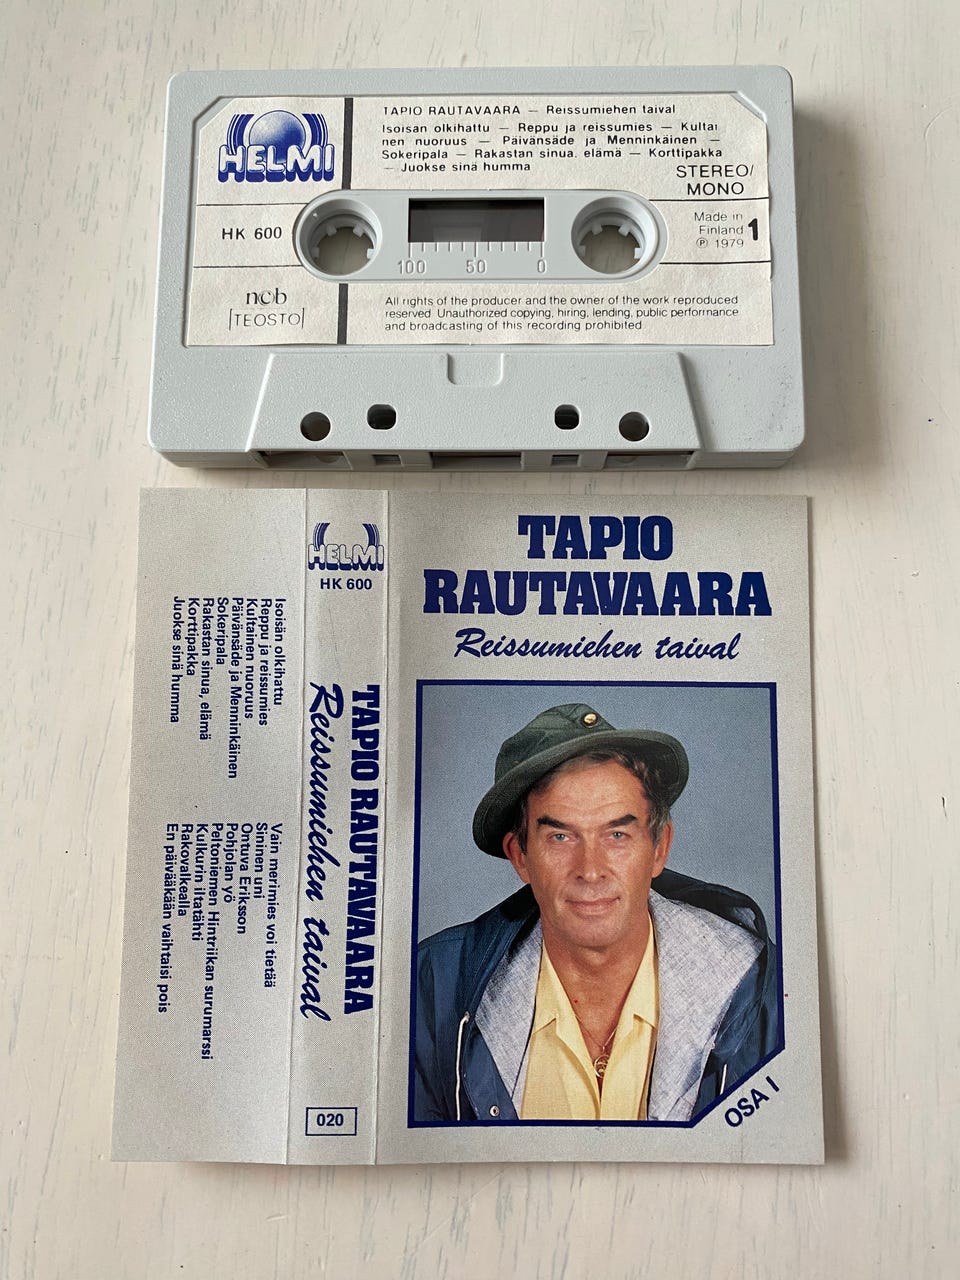 HELMI
TAPIO RAUTAVAARA — Reissumiehen taival
Isoisän olkihattu — Reppu ja reissumies — Kultai
nen nuoruus — Päivänsäde ja Menninkäinen —
Sokeripala — Rakastan sinua, elämä — Korttipakka
— Juokse sinä humma
STEREO/
MONO
HK 600
Made in
Finland
℗ 1979
1
ncb
TEOSTO
100 50 0
All rights of the producer and the owner of the work reproduced
reserved Unauthorized copying, hiring, lending, public performance
and broadcasting of this recording prohibited
Isoisän olkihattu
Reppu ja reissumies
Kultainen nuoruus
Päivänsäde ja Menninkäinen
Sokeripala
Rakastan sinua, elämä
Korttipakka
Juokse sinä humma
Vain merimies voi tietää
Sininen uni
Ontuva Eriksson
Pohjolan yö
Peltoniemen Hintriikan surumarssi
Kulkurin iltatähti
Rakovalkealla
En päivääkään vaihtaisi pois
HELMI
HK 600
TAPIO RAUTAVAARA
Reissumiehen taival
020
TAPIO
RAUTAVAARA
Reissumiehen taival
OSA I